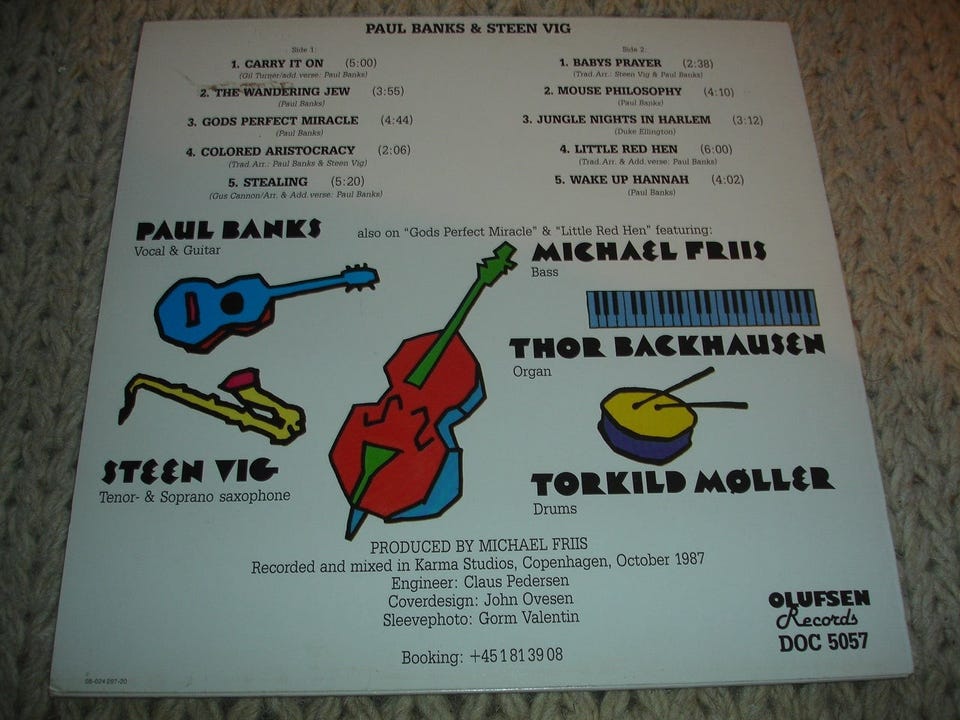 PAUL BANKS & STEEN VIG
Side 1:
1. CARRY IT ON (5:00)
(Gil Turner/add. verse: Paul Banks)
2. THE WANDERING JEW (3:55)
(Paul Banks)
3. GODS PERFECT MIRACLE (4:44)
(Paul Banks)
4. COLORED ARISTOCRACY (2:06)
(Trad. Arr.: Paul Banks & Steen Vig)
5. STEALING (5:20)
(Gus Cannon/Arr. & Add. verse: Paul Banks)
Side 2:
1. BABYS PRAYER (2:38)
(Trad. Arr.: Steen Vig & Paul Banks)
2. MOUSE PHILOSOPHY (4:10)
(Paul Banks)
3. JUNGLE NIGHTS IN HARLEM (3:12)
(Duke Ellington)
4. LITTLE RED HEN (6:00)
(Trad. Arr. & Add. verse: Paul Banks)
5. WAKE UP HANNAH (4:02)
(Paul Banks)
PAUL BANKS
Vocal & Guitar
also on “Gods Perfect Miracle” & “Little Red Hen” featuring:
MICHAEL FRIIS
Bass
THOR BACKHAUSEN
Organ
STEEN VIG
Tenor- & Soprano saxophone
TORKILD MØLLER
Drums
PRODUCED BY MICHAEL FRIIS
Recorded and mixed in Karma Studios, Copenhagen, October 1987
Engineer: Claus Pedersen
Coverdesign: John Ovesen
Sleevephoto: Gorm Valentin
Booking: +45 1 81 39 08
OLUFSEN
Records
DOC 5057
08-024 097-20